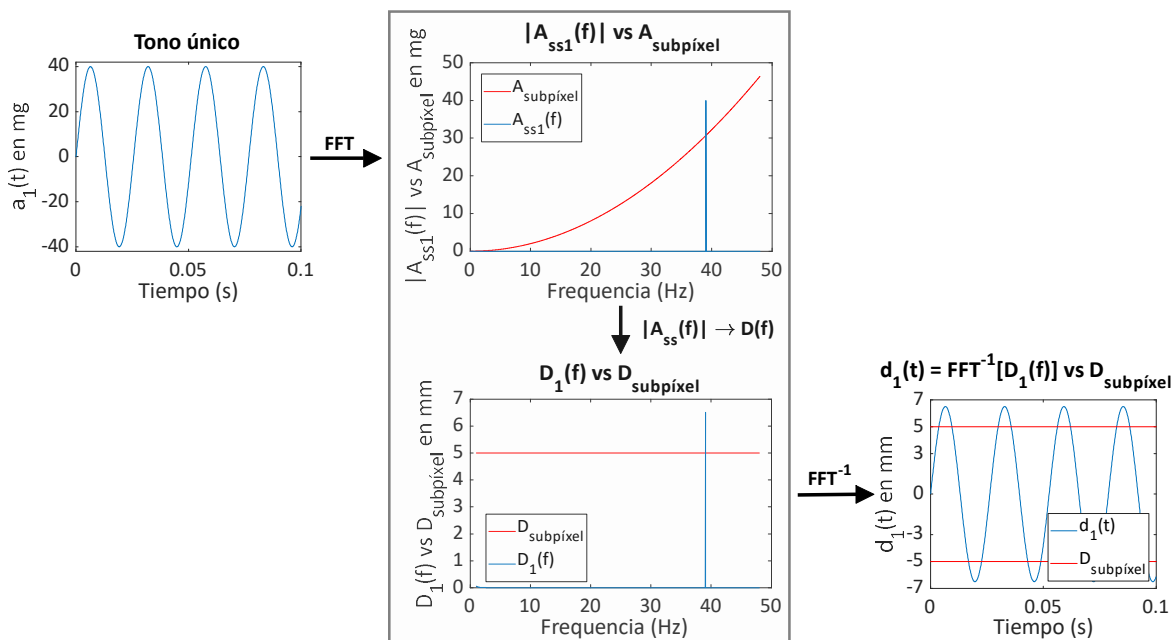 Tono único
a₁(t) en mg
40
20
0
-20
-40
0
0.05
0.1
Tiempo (s)
FFT
|Ass1(f)| vs Asubpíxel
|Ass1(f)| vs Asubpíxel en mg
50
40
30
20
10
0
Asubpíxel
Ass1(f)
0
10
20
30
40
50
Frequencia (Hz)
|Ass(f)| → D(f)
D₁(f) vs Dsubpíxel
D₁(f) vs Dsubpíxel en mm
7
6
5
4
3
2
1
0
Dsubpíxel
D₁(f)
0
10
20
30
40
50
Frequencia (Hz)
FFT⁻¹
d₁(t) = FFT⁻¹[D₁(f)] vs Dsubpíxel
d₁(t) en mm
7
5
3
0
-3
-5
-7
d₁(t)
Dsubpíxel
0
0.05
0.1
Tiempo (s)